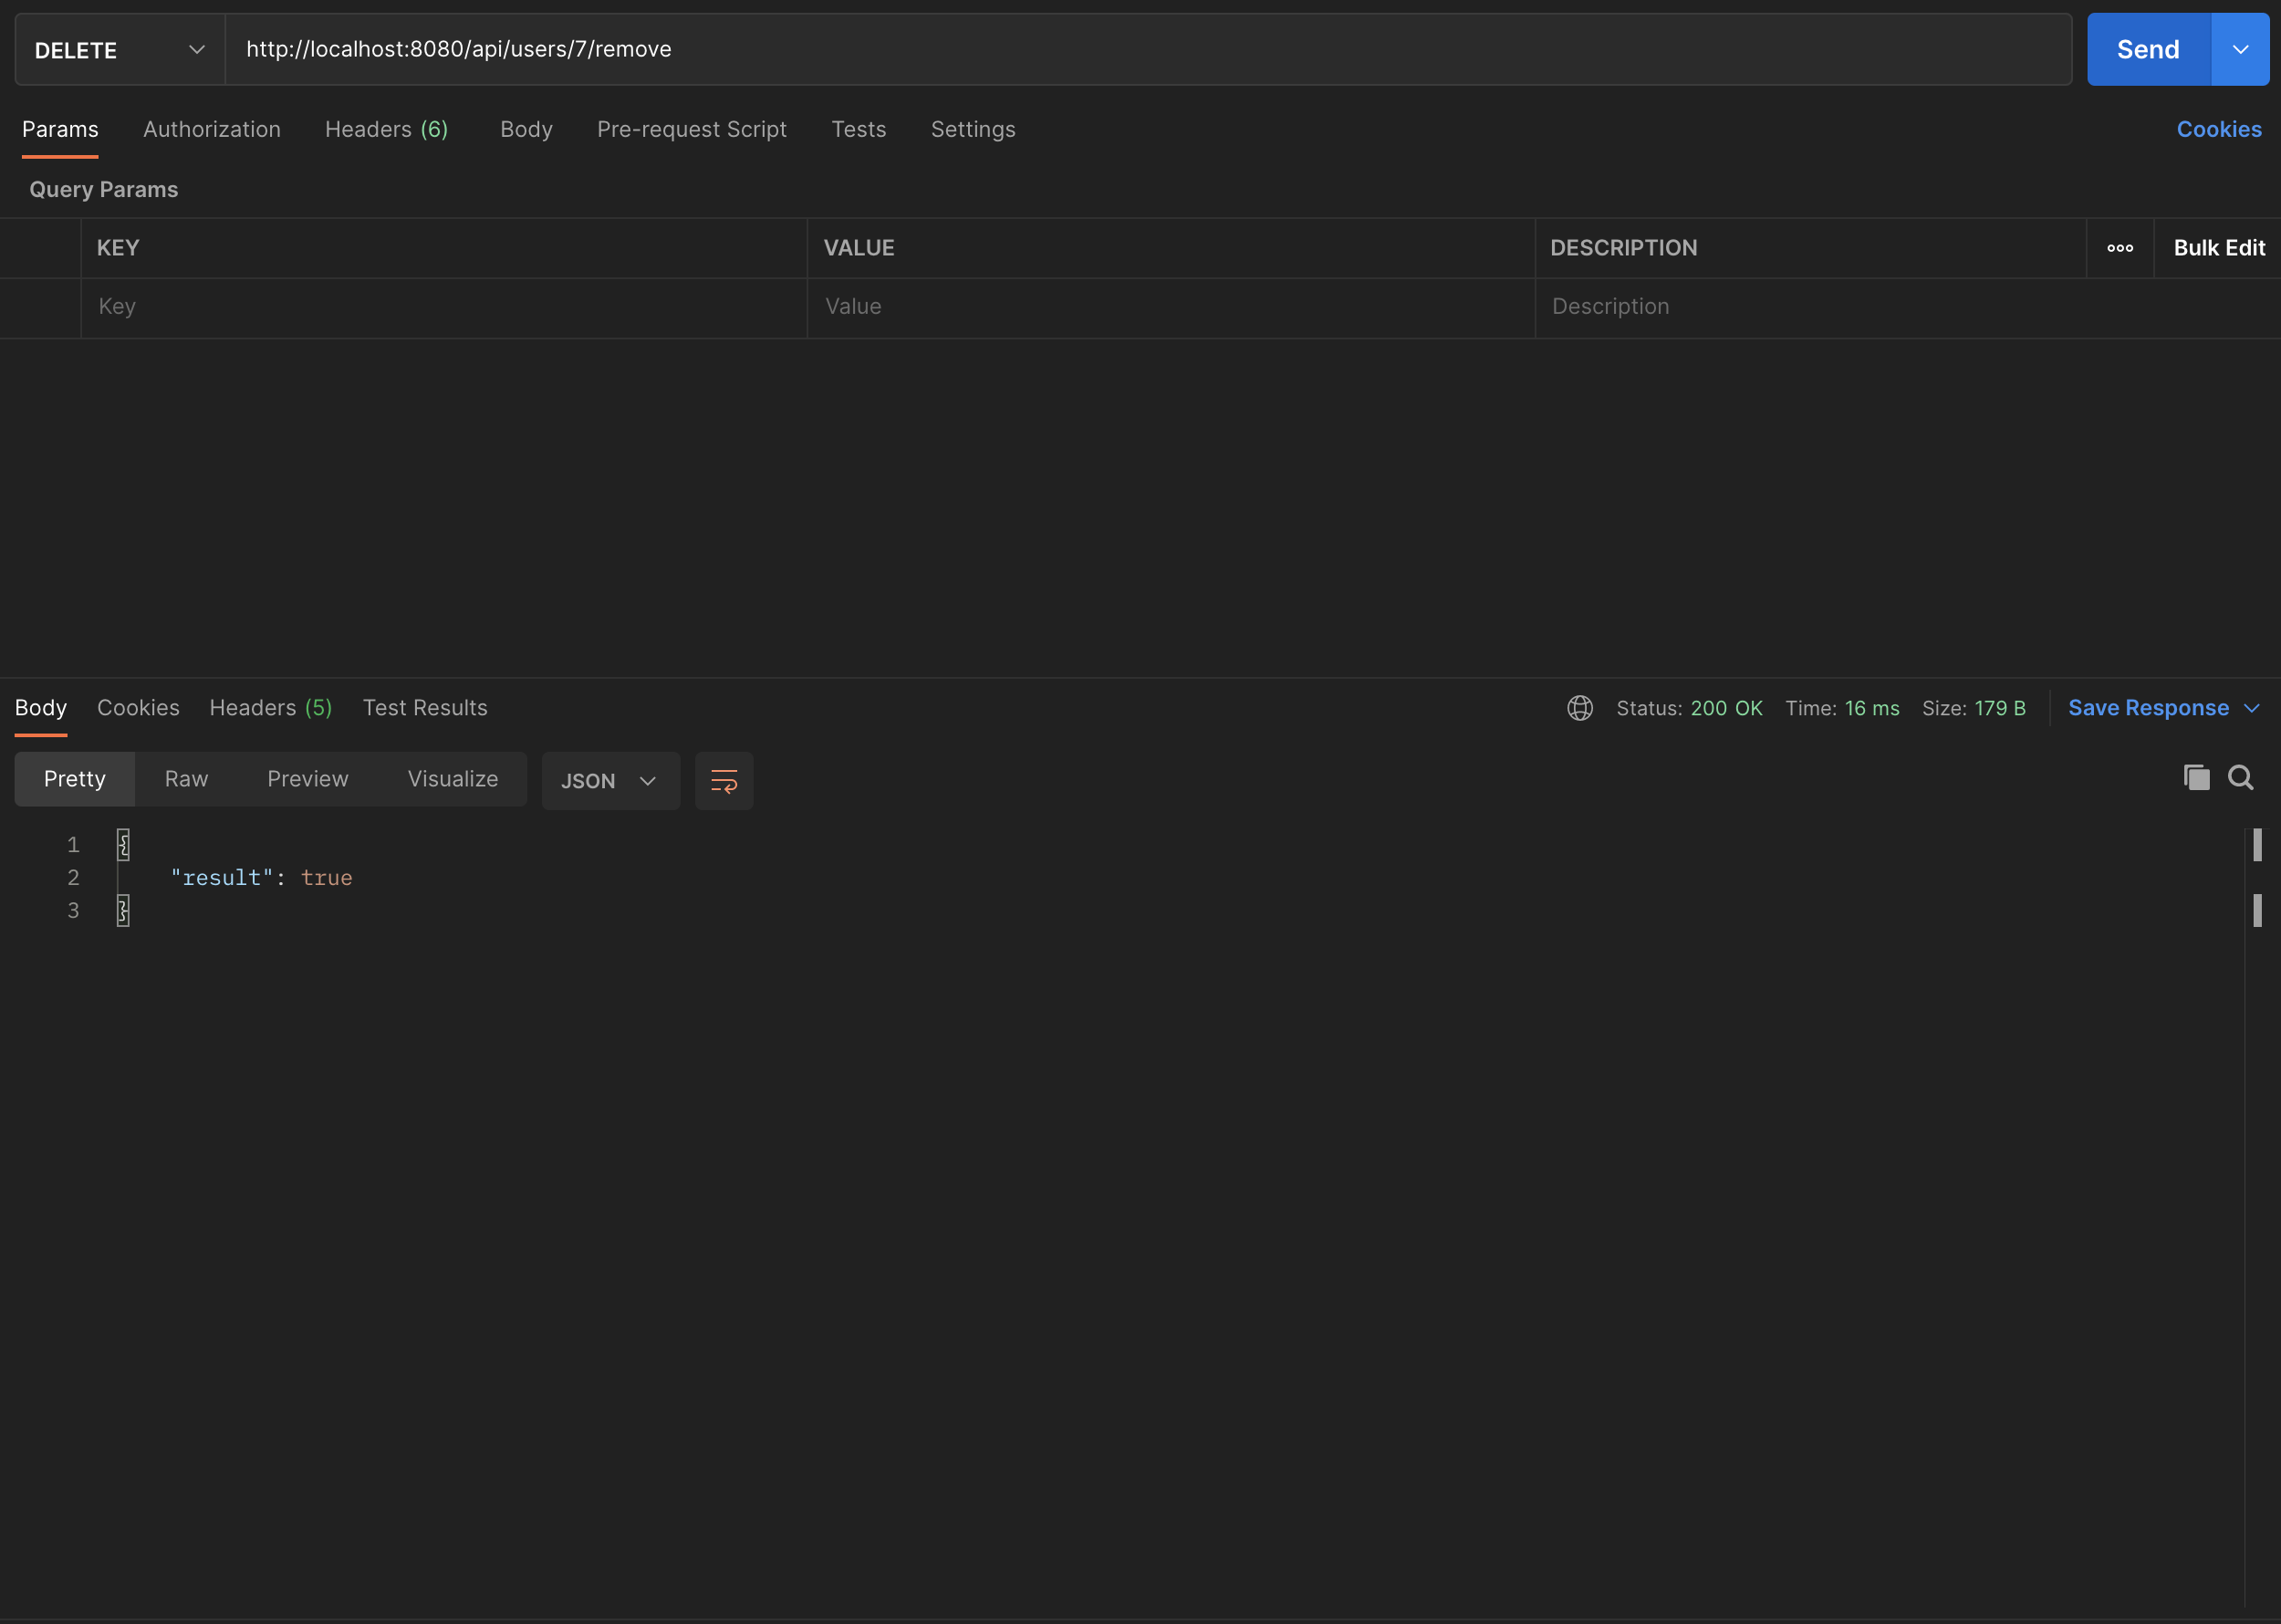 DELETE http://localhost:8080/api/users/7/remove Send
Params Authorization Headers (6) Body Pre-request Script Tests Settings Cookies
Query Params
KEY VALUE DESCRIPTION ooo Bulk Edit
Key Value Description
Body Cookies Headers (5) Test Results Status: 200 OK Time: 16 ms Size: 179 B Save Response
Pretty Raw Preview Visualize JSON
1 {
2 "result": true
3 }